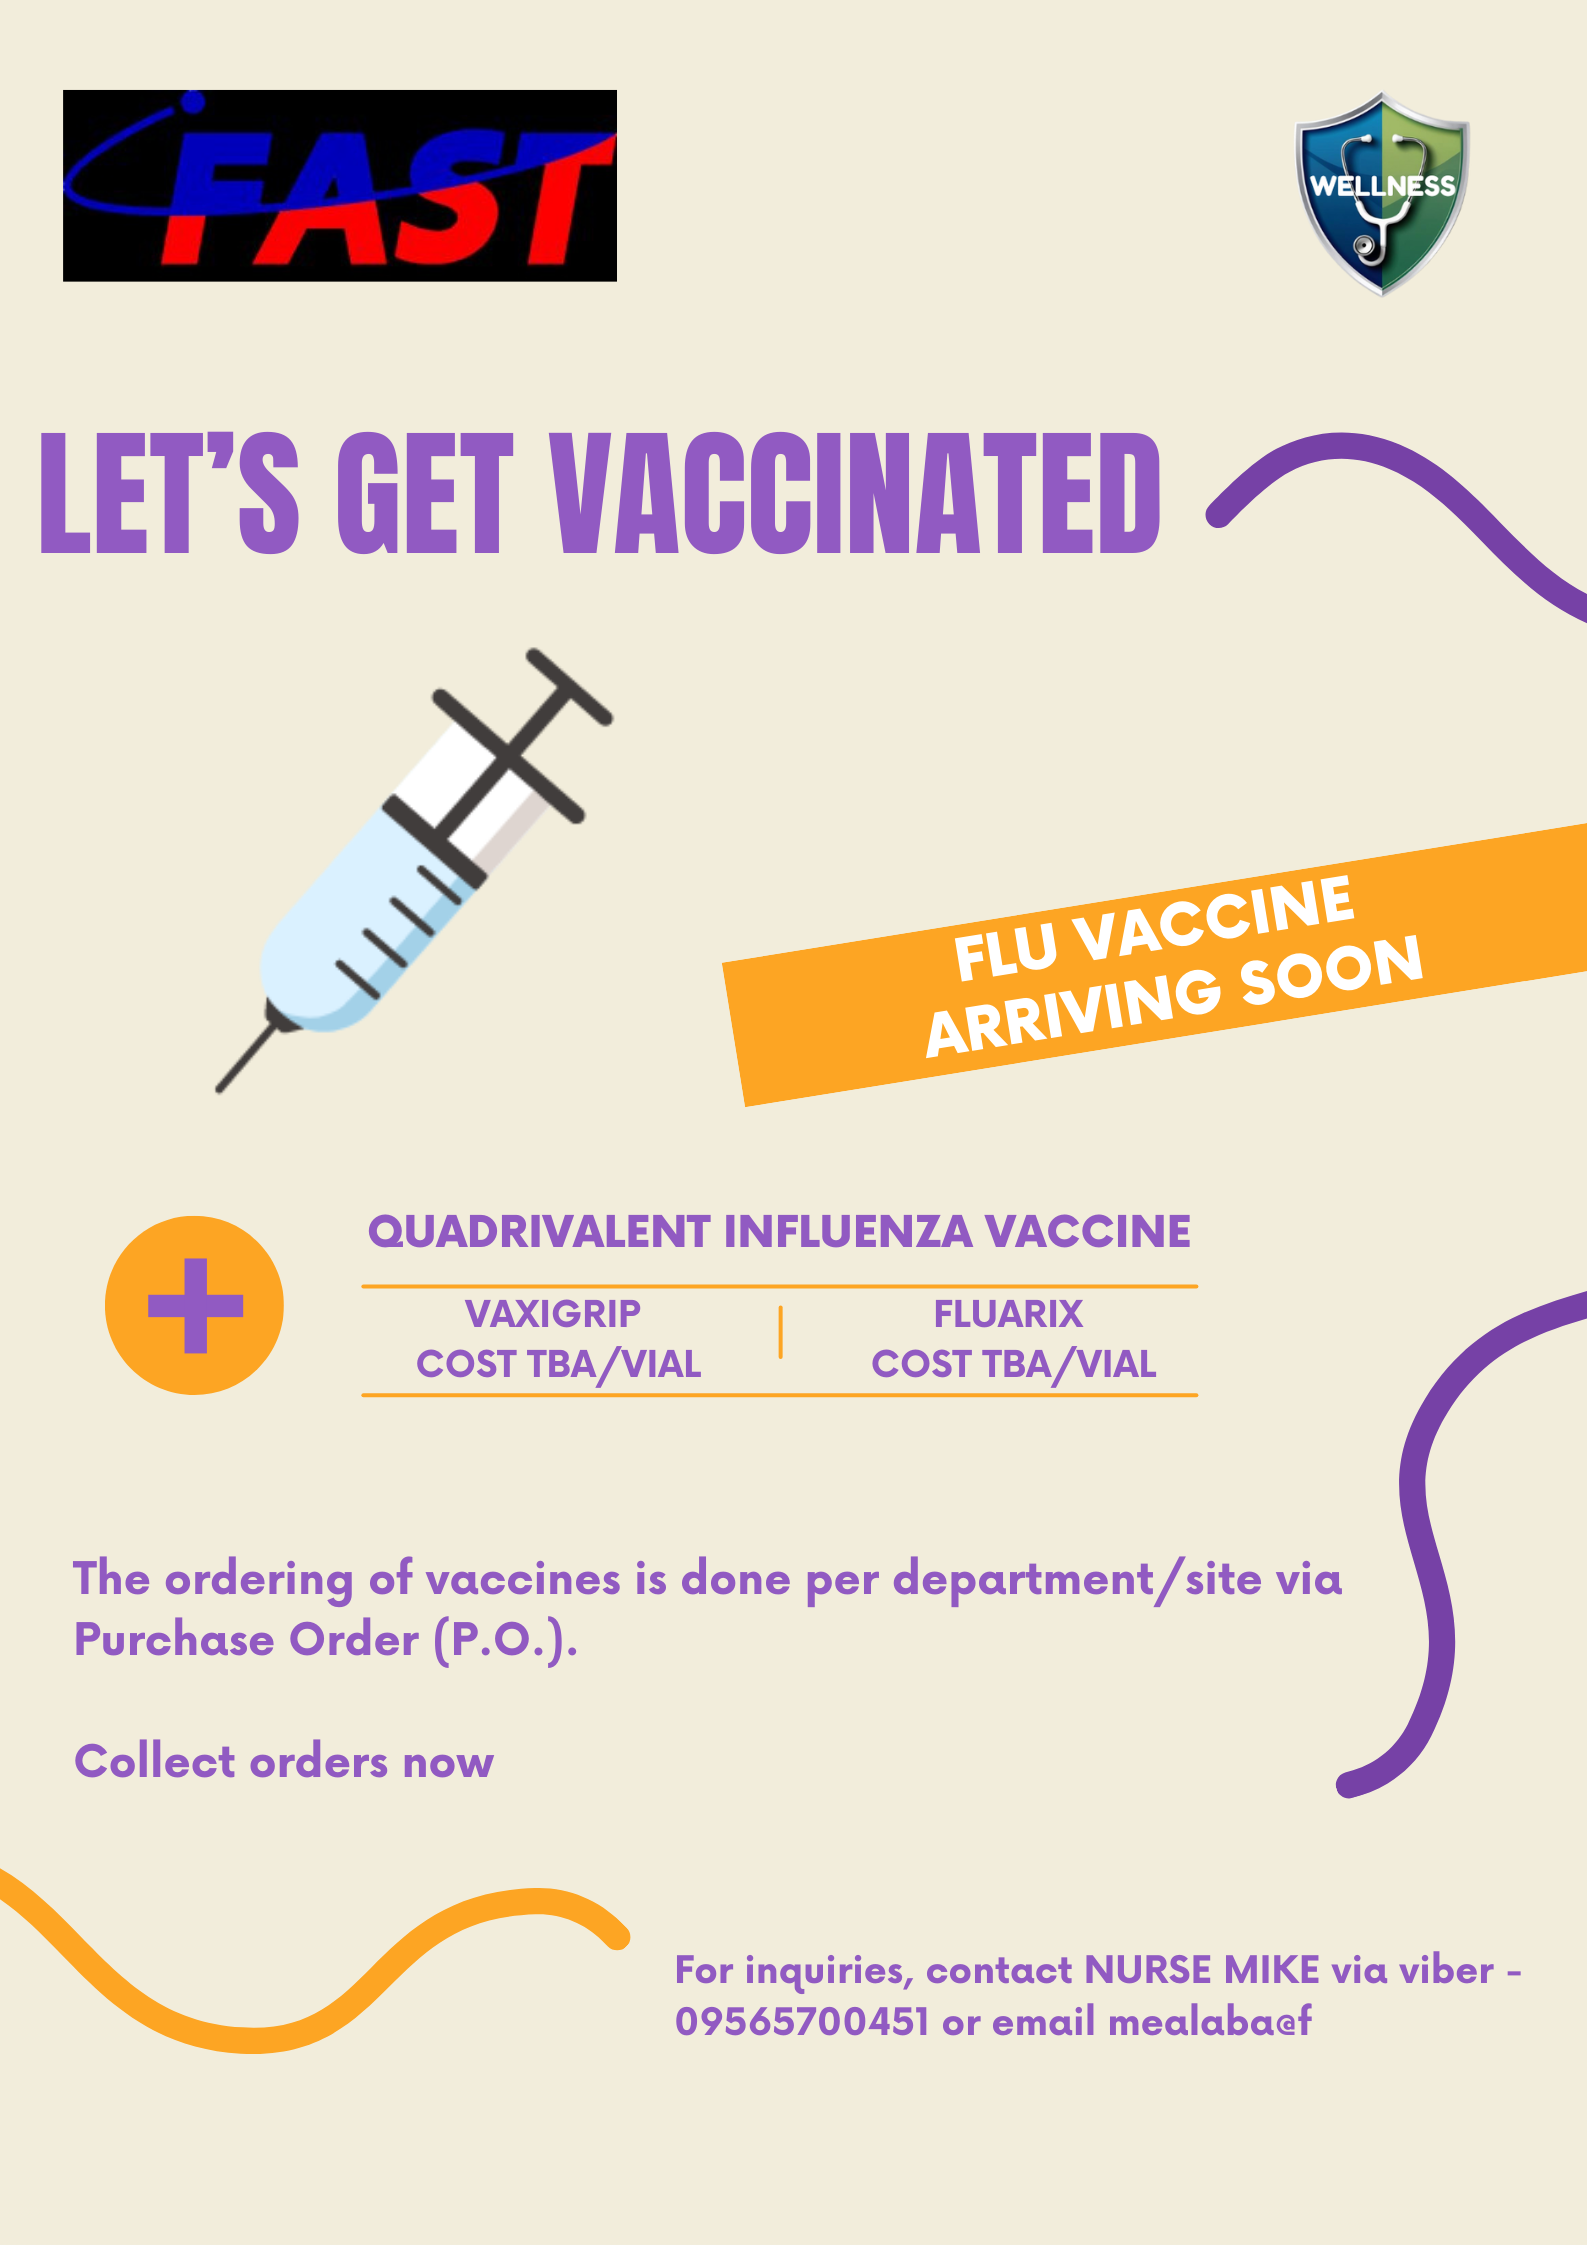 FAST
WELLNESS
LET'S GET VACCINATED
FLU VACCINE
ARRIVING SOON
QUADRIVALENT INFLUENZA VACCINE
VAXIGRIP
COST TBA/VIAL
FLUARIX
COST TBA/VIAL
The ordering of vaccines is done per department/site via
Purchase Order (P.O.).
Collect orders now
For inquiries, contact NURSE MIKE via viber -
09565700451 or email mealaba@f